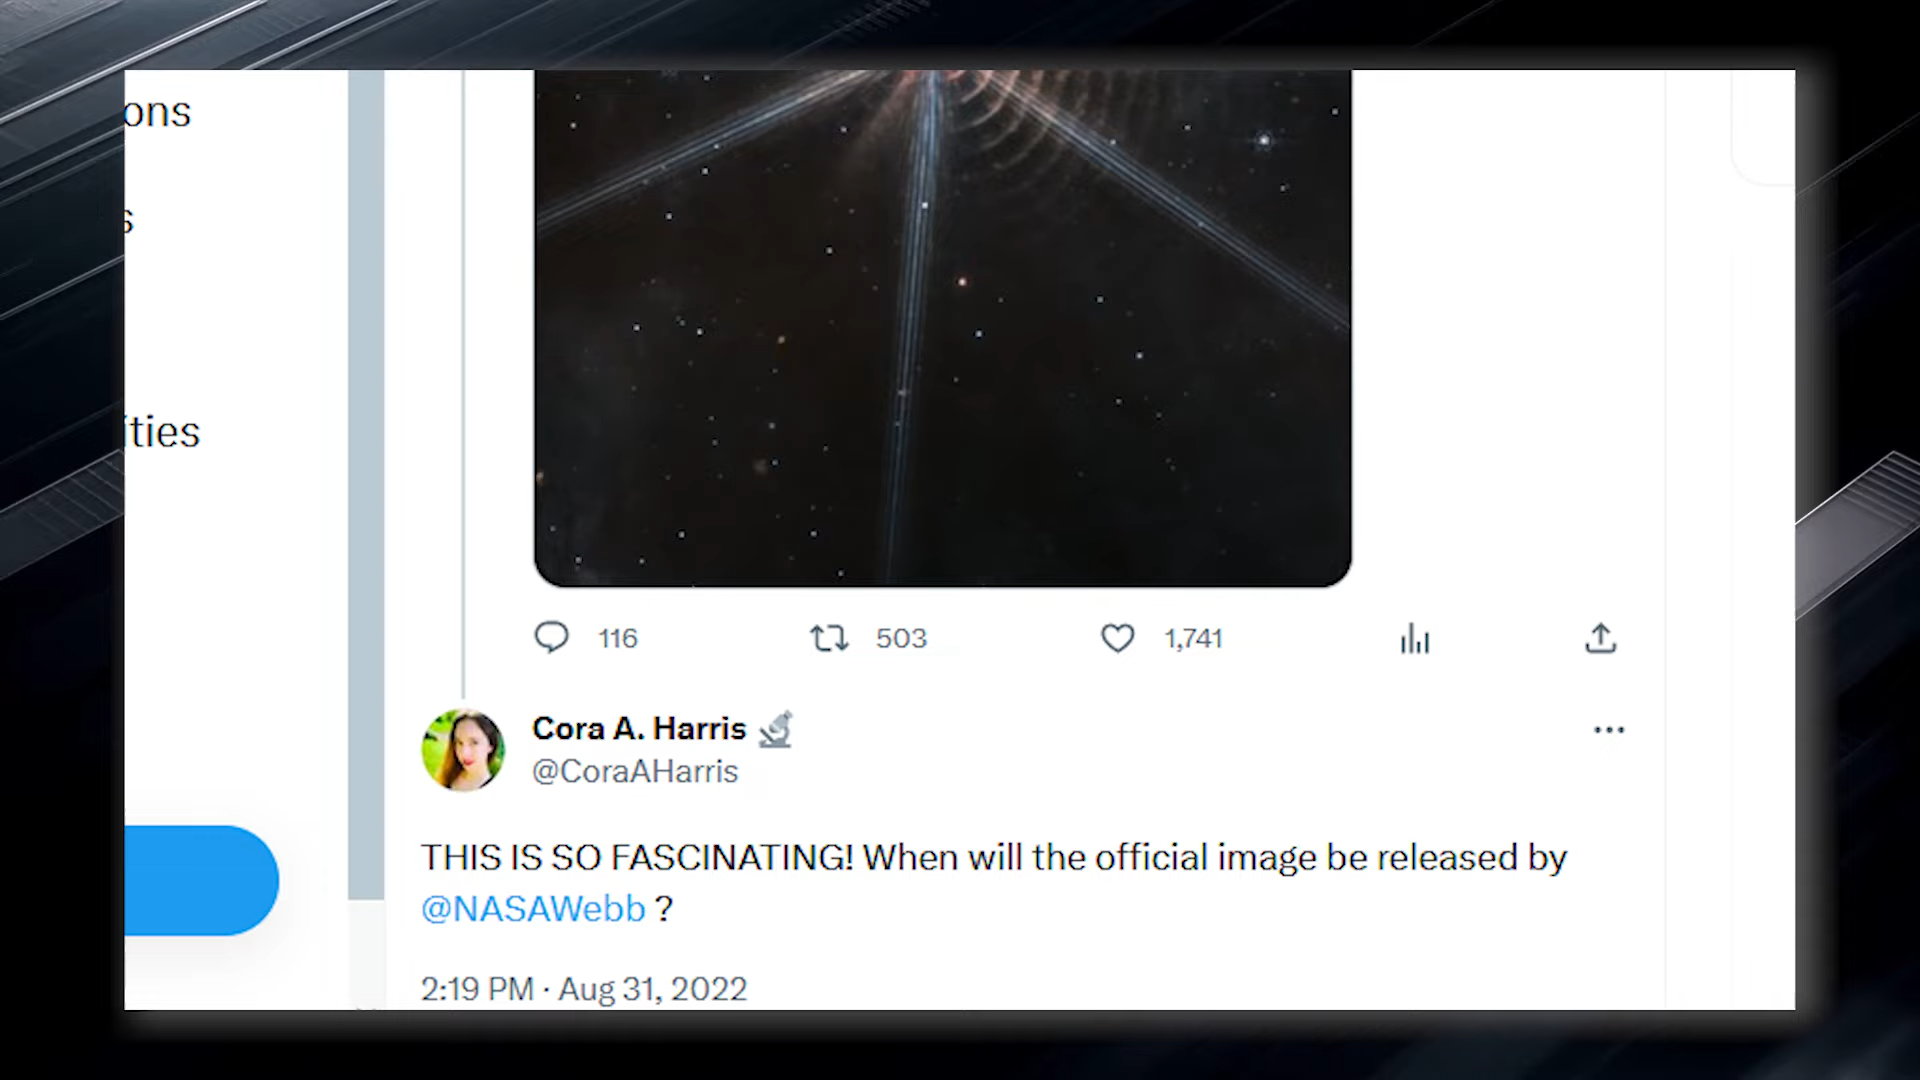 ons
s
ities
116 503 1,741
Cora A. Harris
@CoraAHarris
THIS IS SO FASCINATING! When will the official image be released by
@NASAWebb ?
2:19 PM · Aug 31, 2022